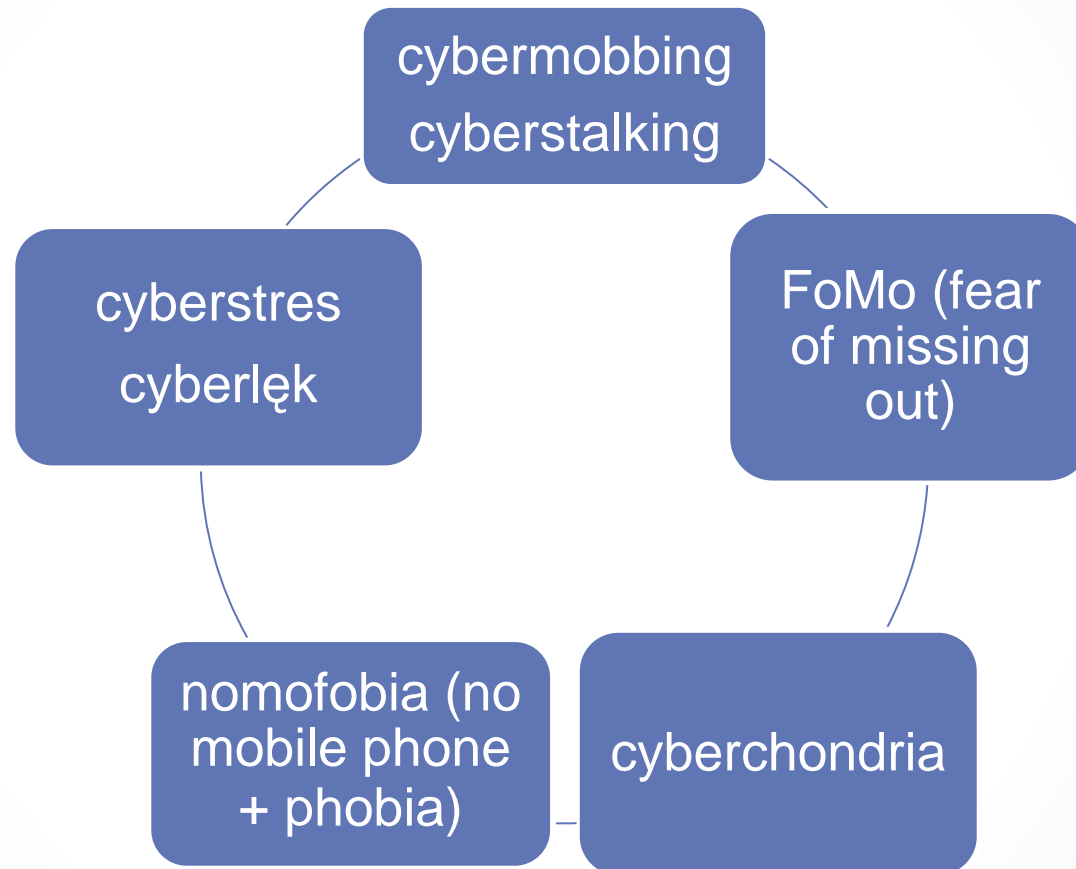 cybermobbing
cyberstalking
FoMo (fear
of missing
out)
cyberchondria
nomofobia (no
mobile phone
+ phobia)
cyberstres
cyberlęk